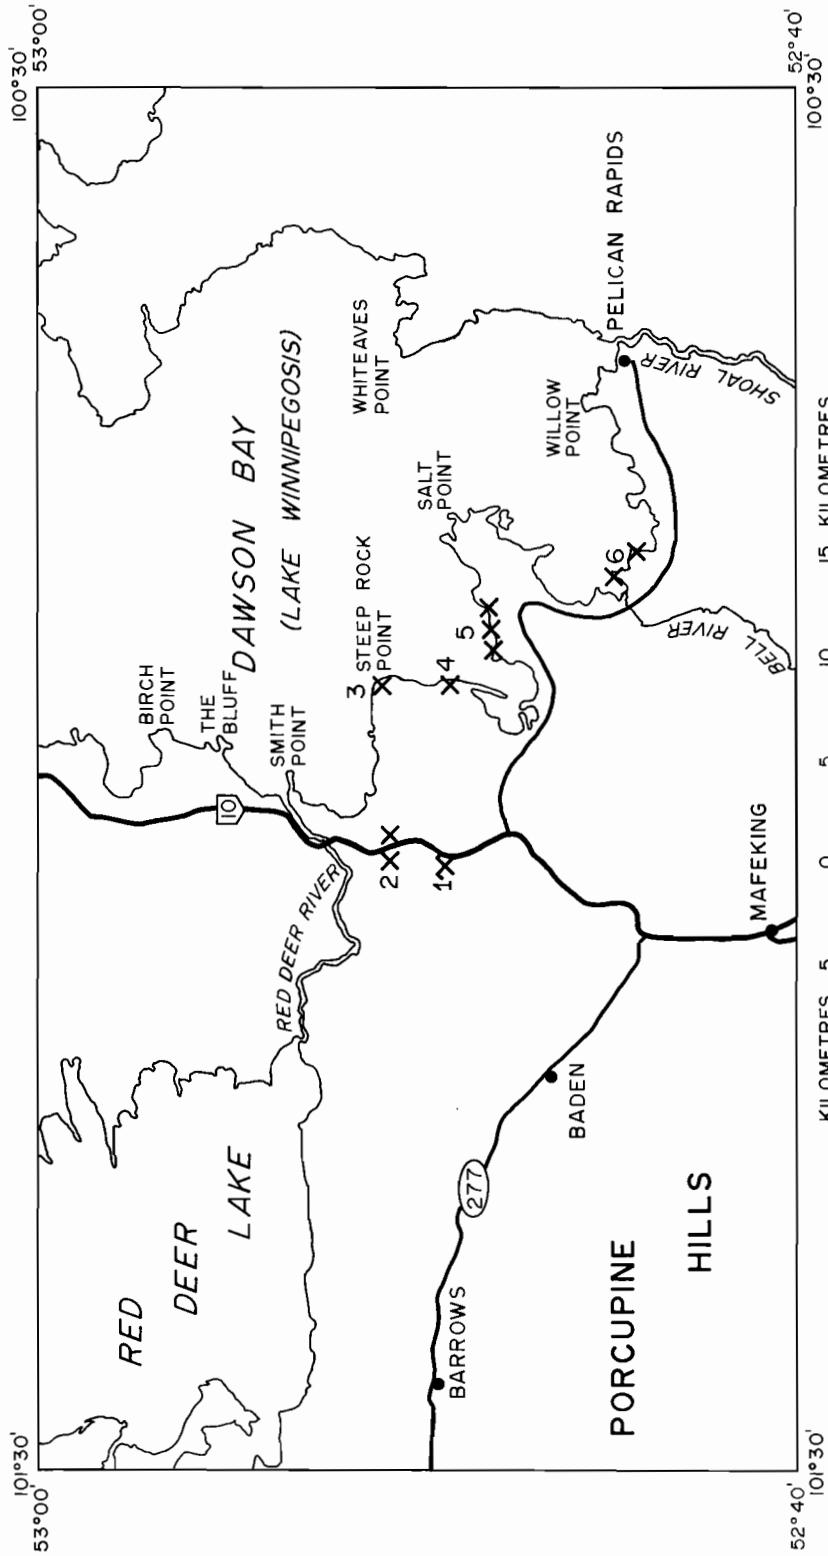 101°30'
100°30'
53°00'
53°00'
RED
DEER
LAKE
RED DEER RIVER
10
BIRCH
POINT
THE
BLUFF
SMITH
POINT
DAWSON BAY
(LAKE WINNIPEGOSIS)
3
STEEP ROCK
POINT
WHITEAVES
POINT
2
1
4
SALT
POINT
5
BARROWS
277
BADEN
WILLOW
POINT
6
PELICAN RAPIDS
SHOAL RIVER
BELL
RIVER
PORCUPINE
HILLS
MAFEKING
52°40'
52°40'
101°30'
100°30'
KILOMETRES 5 0 5 10 15 KILOMETRES